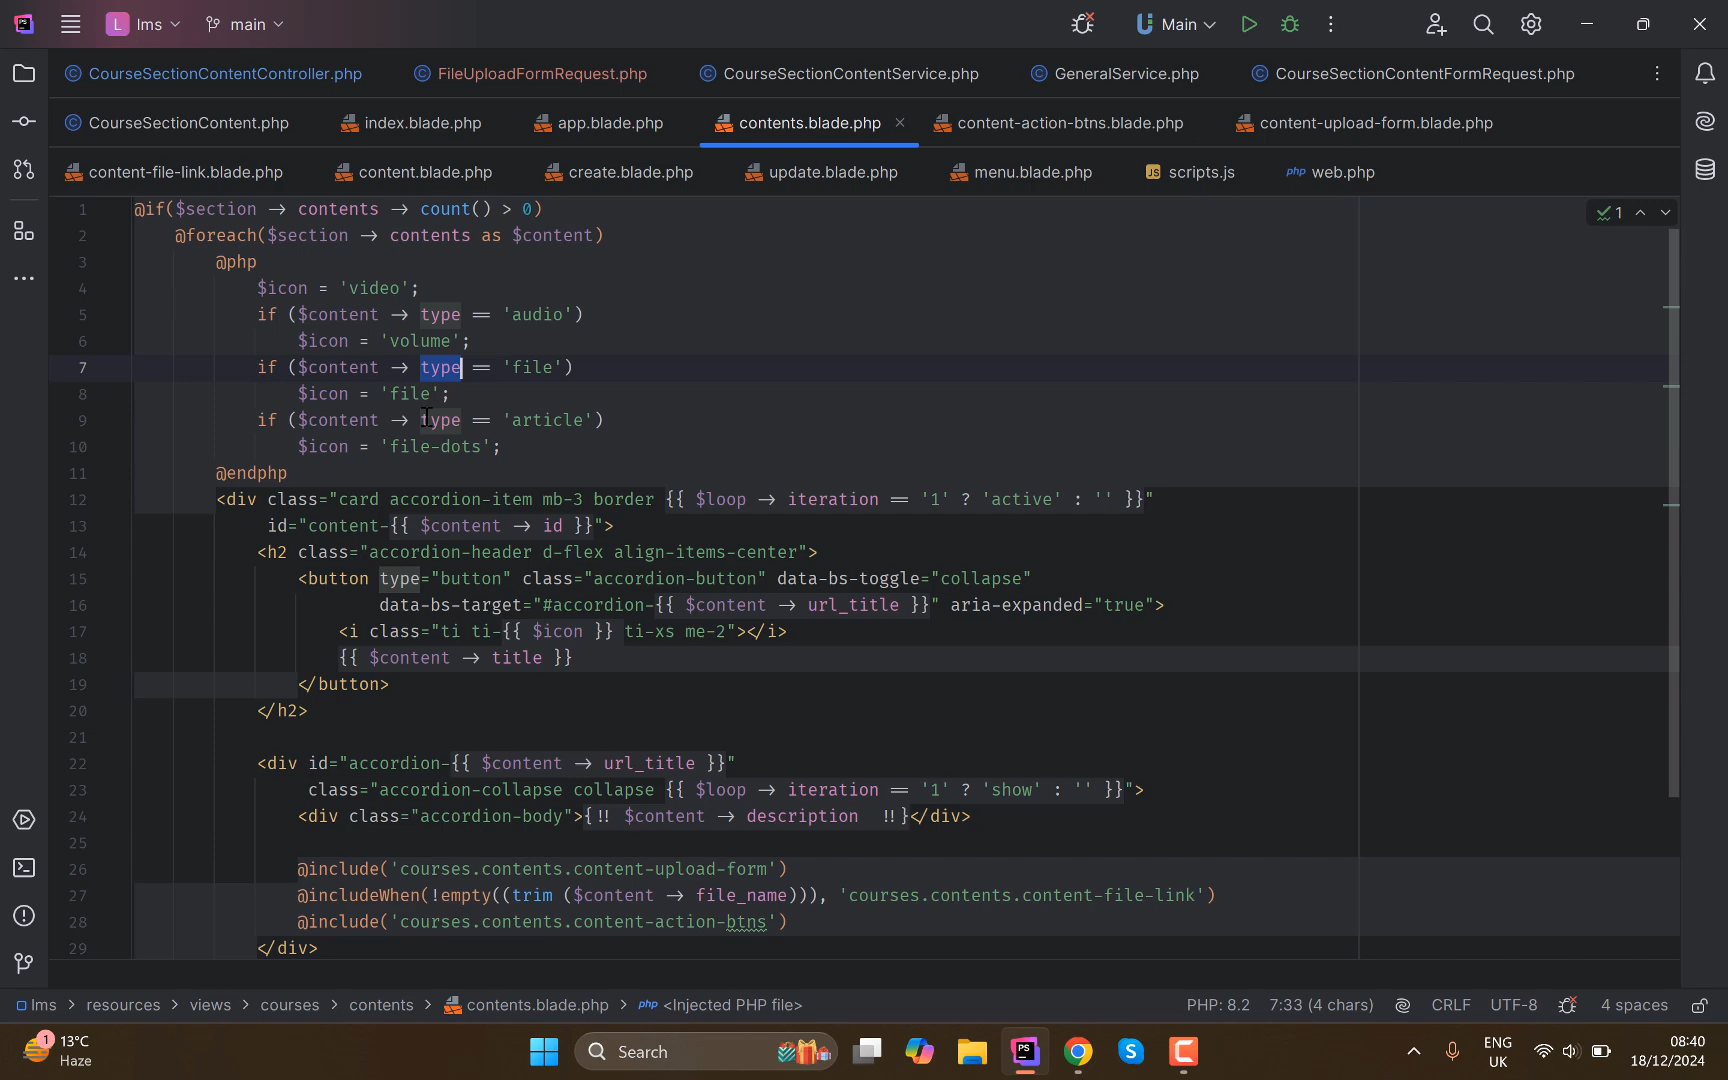 L lms main Main
CourseSectionContentController.php FileUploadFormRequest.php CourseSectionContentService.php GeneralService.php CourseSectionContentFormRequest.php
CourseSectionContent.php index.blade.php app.blade.php contents.blade.php content-action-btns.blade.php content-upload-form.blade.php
content-file-link.blade.php content.blade.php create.blade.php update.blade.php menu.blade.php JS scripts.js php web.php
1 @if($section → contents → count() > 0) 1
2 @foreach($section → contents as $content)
3 @php
4 $icon = 'video';
5 if ($content → type == 'audio')
6 $icon = 'volume';
7 if ($content → type == 'file')
8 $icon = 'file';
9 if ($content → type == 'article')
10 $icon = 'file-dots';
11 @endphp
12 <div class="card accordion-item mb-3 border {{ $loop → iteration == '1' ? 'active' : '' }}"
13 id="content-{{ $content → id }}">
14 <h2 class="accordion-header d-flex align-items-center">
15 <button type="button" class="accordion-button" data-bs-toggle="collapse"
16 data-bs-target="#accordion-{{ $content → url_title }}" aria-expanded="true">
17 <i class="ti ti-{{ $icon }} ti-xs me-2"></i>
18 {{ $content → title }}
19 </button>
20 </h2>
21
22 <div id="accordion-{{ $content → url_title }}"
23 class="accordion-collapse collapse {{ $loop → iteration == '1' ? 'show' : '' }}">
24 <div class="accordion-body">{!! $content → description !!}</div>
25
26 @include('courses.contents.content-upload-form')
27 @includeWhen(!empty((trim ($content → file_name))), 'courses.contents.content-file-link')
28 @include('courses.contents.content-action-btns')
29 </div>
lms > resources > views > courses > contents > contents.blade.php > php <Injected PHP file> PHP: 8.2 7:33 (4 chars) CRLF UTF-8 4 spaces
1 13°C
Haze
Search
PS
S
ENG
UK
08:40
18/12/2024